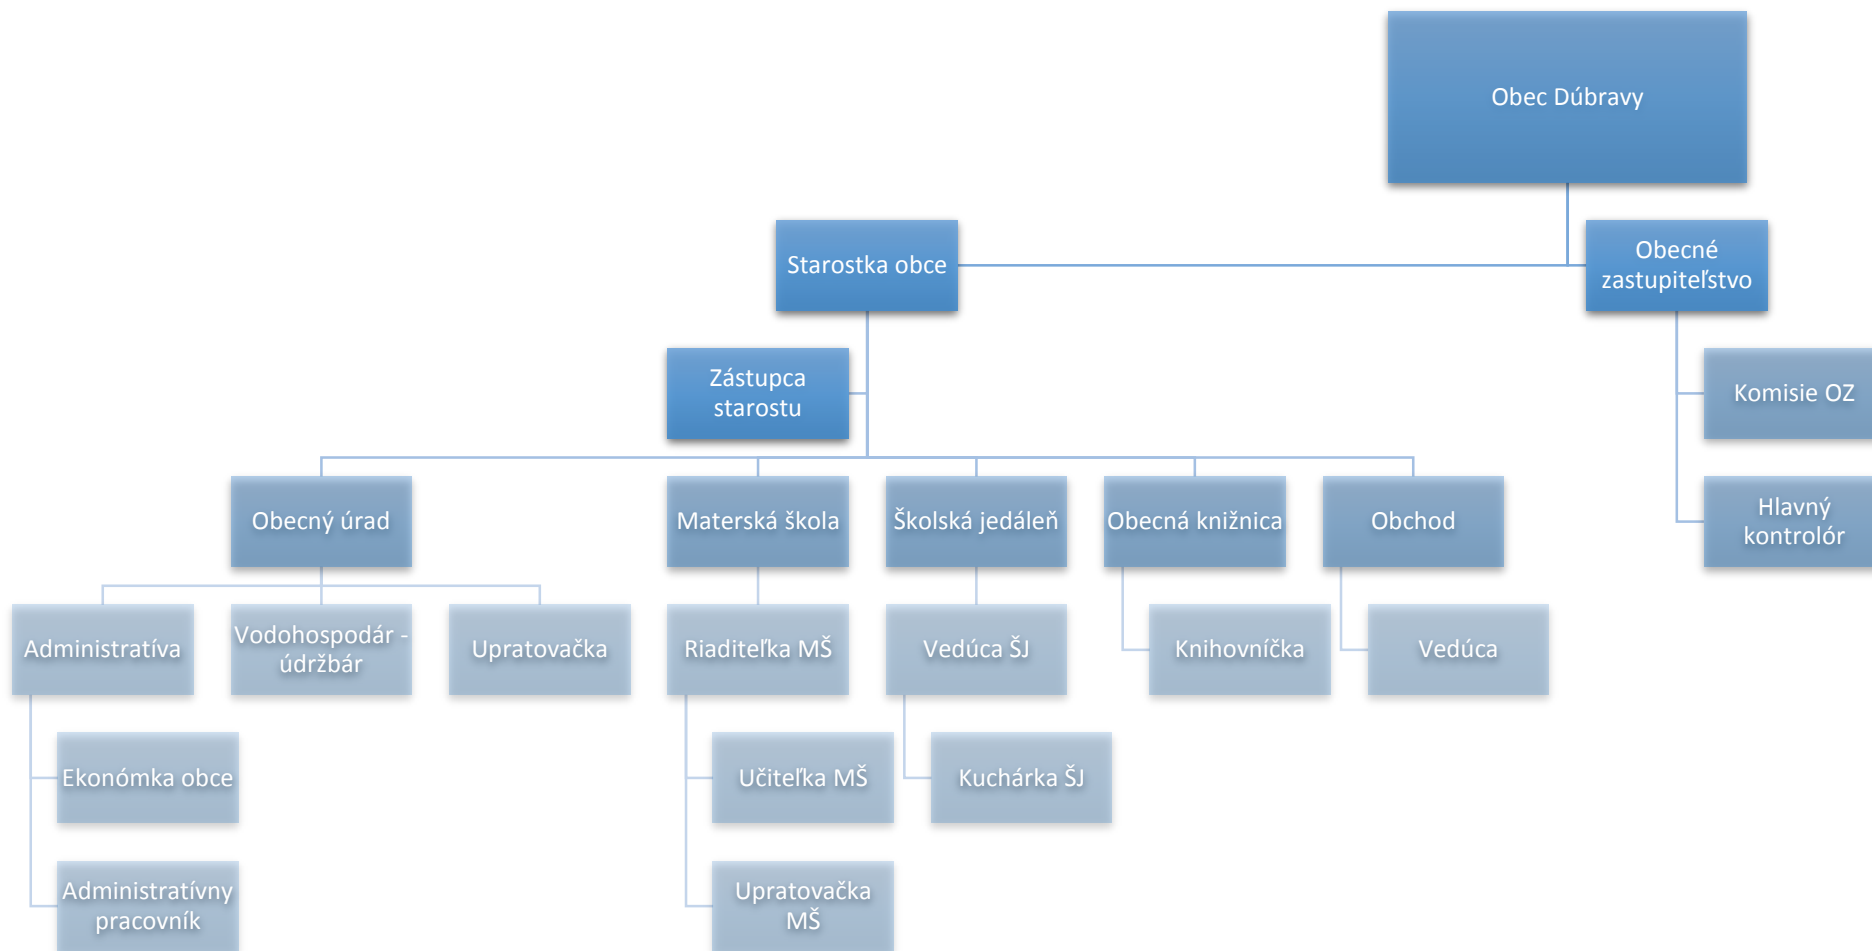 Obec Dúbravy
Starostka obce
Obecné
zastupiteľstvo
Zástupca
starostu
Komisie OZ
Obecný úrad
Materská škola
Školská jedáleň
Obecná knižnica
Obchod
Hlavný
kontrolór
Administratíva
Vodohospodár -
údržbár
Upratovačka
Riaditeľka MŠ
Vedúca ŠJ
Knihovníčka
Vedúca
Ekonómka obce
Učiteľka MŠ
Kuchárka ŠJ
Administratívny
pracovník
Upratovačka
MŠ